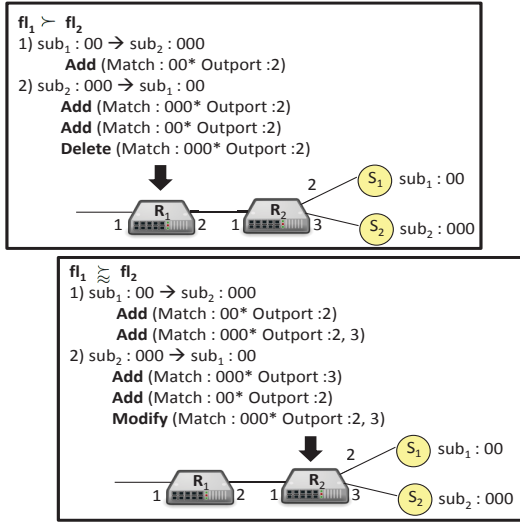 fl₁ ≻ fl₂
1) sub₁ : 00 → sub₂ : 000
Add (Match : 00* Outport :2)
2) sub₂ : 000 → sub₁ : 00
Add (Match : 000* Outport :2)
Add (Match : 00* Outport :2)
Delete (Match : 000* Outport :2)
1 R₁ 2 1 R₂ 2 3
S₁ sub₁ : 00
S₂ sub₂ : 000
fl₁ ⪲ fl₂
1) sub₁ : 00 → sub₂ : 000
Add (Match : 00* Outport :2)
Add (Match : 000* Outport :2, 3)
2) sub₂ : 000 → sub₁ : 00
Add (Match : 000* Outport :3)
Add (Match : 00* Outport :2)
Modify (Match : 000* Outport :2, 3)
1 R₁ 2 1 R₂ 2 3
S₁ sub₁ : 00
S₂ sub₂ : 000